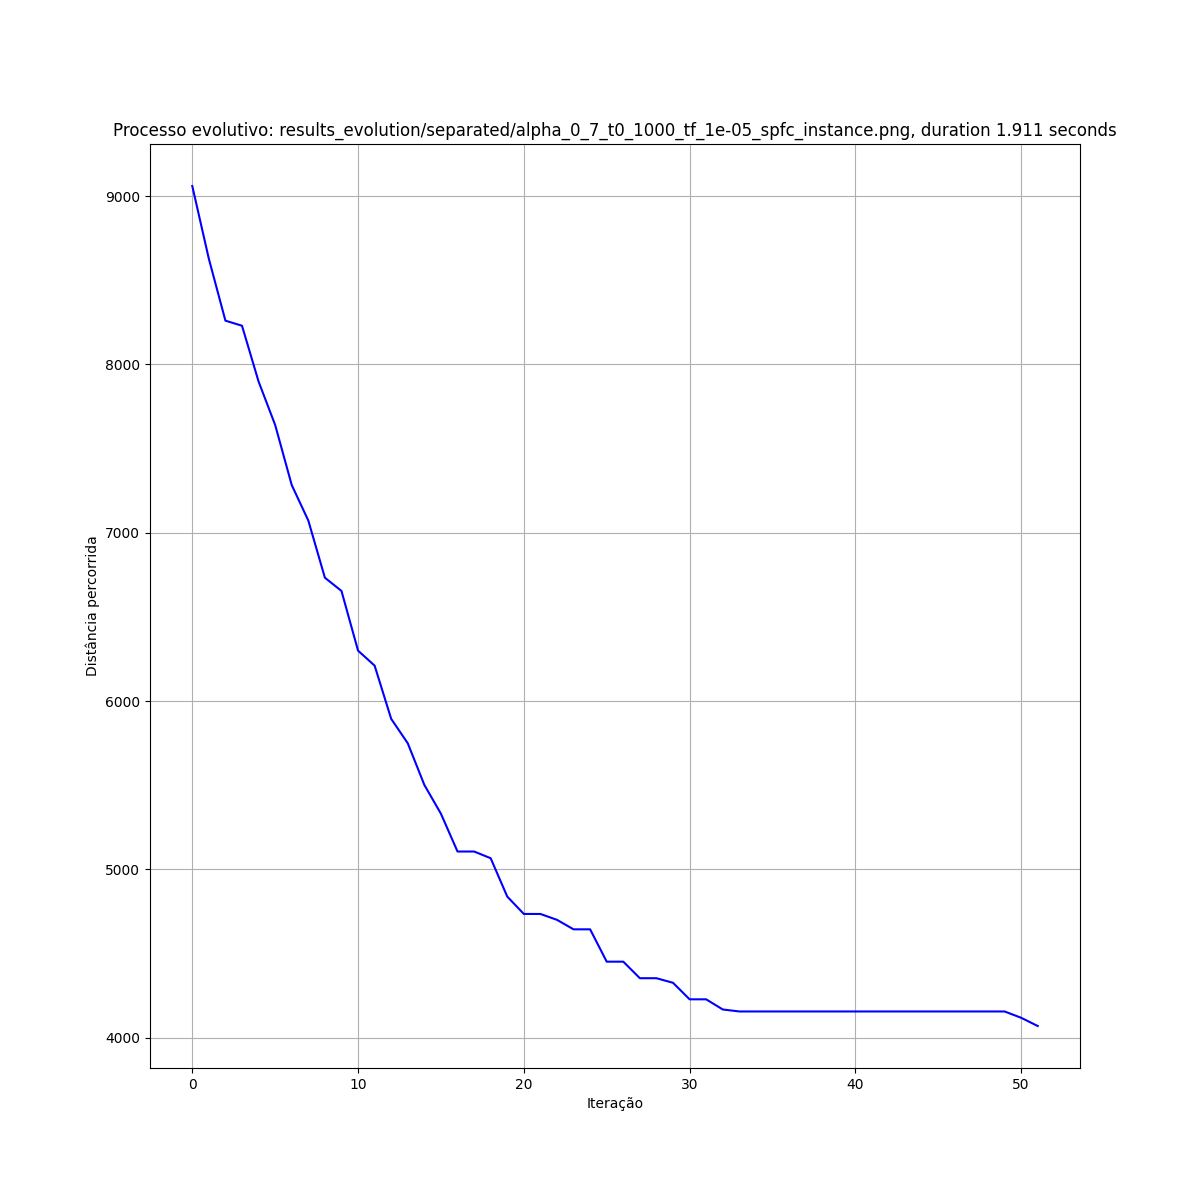 Processo evolutivo: results_evolution/separated/alpha_0_7_t0_1000_tf_1e-05_spfc_instance.png, duration 1.911 seconds
9000
8000
7000
6000
5000
4000
Distância percorrida
0 10 20 30 40 50
Iteração